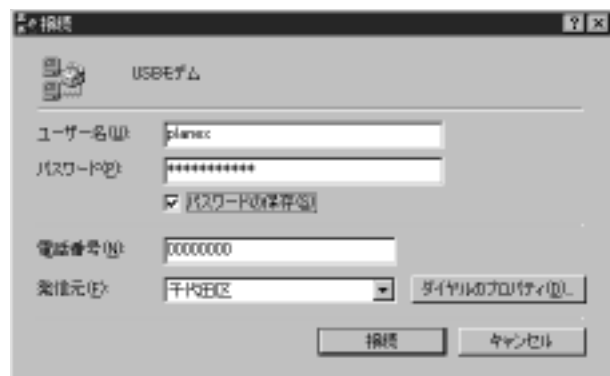 接続
USBモデム
ユーザー名(U): planex
パスワード(P): ***********
パスワードの保存(S)
電話番号(N): 00000000
発信元(F): 千代田区 ダイヤルのプロパティ(D)...
接続 キャンセル